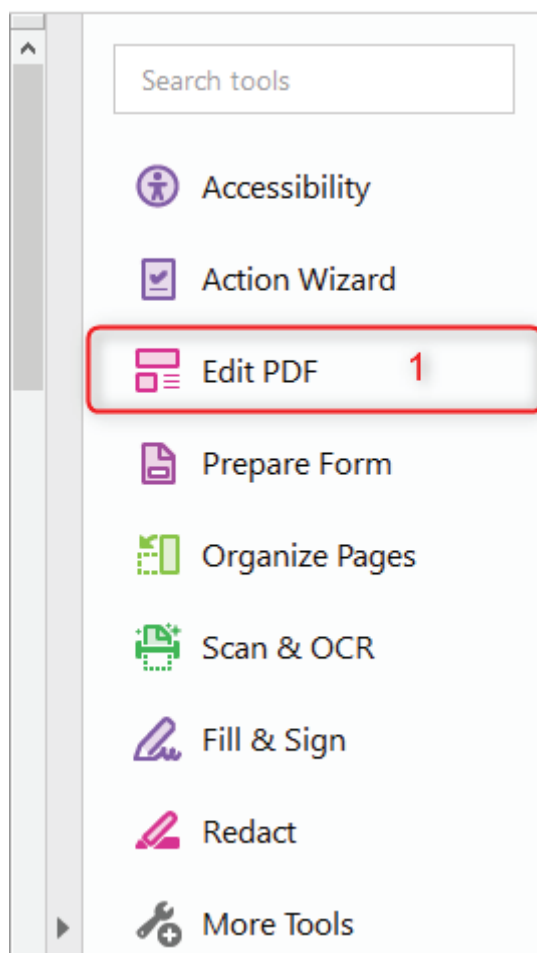 Search tools
Accessibility
Action Wizard
Edit PDF 1
Prepare Form
Organize Pages
Scan & OCR
Fill & Sign
Redact
More Tools